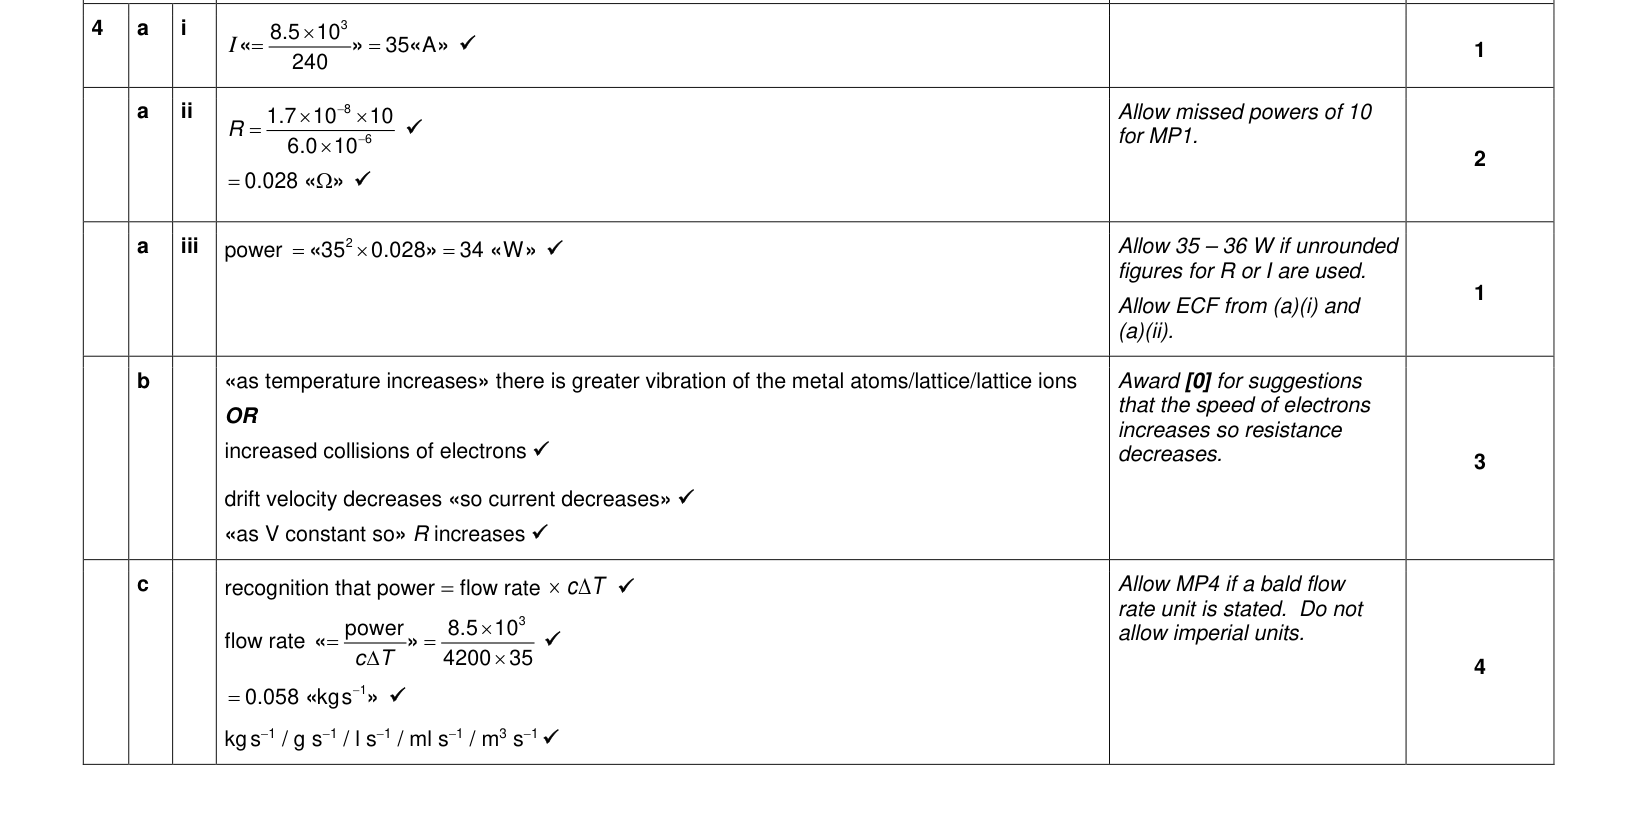 4 a i I «= 8.5×10³ / 240 » = 35«A» ✓ 1
a ii R = 1.7×10⁻⁸ ×10 / 6.0×10⁻⁶ ✓ Allow missed powers of 10
for MP1.
= 0.028 «Ω» ✓ 2
a iii power = «35² × 0.028» = 34 «W» ✓ Allow 35 – 36 W if unrounded
figures for R or I are used.
Allow ECF from (a)(i) and
(a)(ii).
1
b «as temperature increases» there is greater vibration of the metal atoms/lattice/lattice ions
OR
increased collisions of electrons ✓
drift velocity decreases «so current decreases» ✓
«as V constant so» R increases ✓
Award [0] for suggestions
that the speed of electrons
increases so resistance
decreases.
3
c recognition that power = flow rate × cΔT ✓
flow rate «= power / cΔT » = 8.5×10³ / 4200×35 ✓
= 0.058 «kg s⁻¹» ✓
kg s⁻¹ / g s⁻¹ / l s⁻¹ / ml s⁻¹ / m³ s⁻¹ ✓
Allow MP4 if a bald flow
rate unit is stated. Do not
allow imperial units.
4